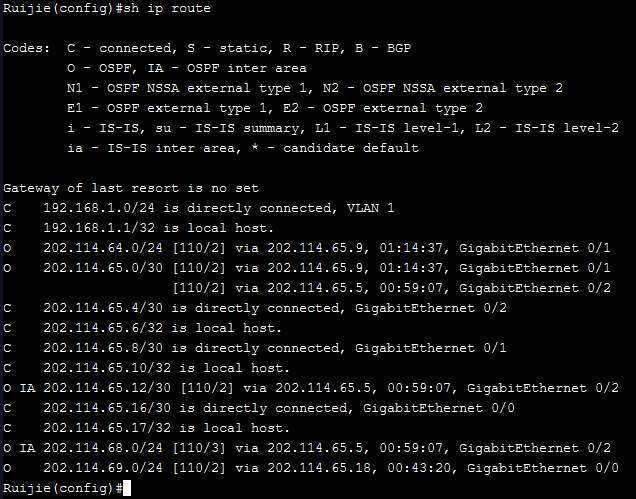 Ruijie(config)#sh ip route
Codes:  C - connected, S - static, R - RIP, B - BGP
O - OSPF, IA - OSPF inter area
N1 - OSPF NSSA external type 1, N2 - OSPF NSSA external type 2
E1 - OSPF external type 1, E2 - OSPF external type 2
i - IS-IS, su - IS-IS summary, L1 - IS-IS level-1, L2 - IS-IS level-2
ia - IS-IS inter area, * - candidate default
Gateway of last resort is no set
C    192.168.1.0/24 is directly connected, VLAN 1
C    192.168.1.1/32 is local host.
O    202.114.64.0/24 [110/2] via 202.114.65.9, 01:14:37, GigabitEthernet 0/1
O    202.114.65.0/30 [110/2] via 202.114.65.9, 01:14:37, GigabitEthernet 0/1
[110/2] via 202.114.65.5, 00:59:07, GigabitEthernet 0/2
C    202.114.65.4/30 is directly connected, GigabitEthernet 0/2
C    202.114.65.6/32 is local host.
C    202.114.65.8/30 is directly connected, GigabitEthernet 0/1
C    202.114.65.10/32 is local host.
O IA 202.114.65.12/30 [110/2] via 202.114.65.5, 00:59:07, GigabitEthernet 0/2
C    202.114.65.16/30 is directly connected, GigabitEthernet 0/0
C    202.114.65.17/32 is local host.
O IA 202.114.68.0/24 [110/3] via 202.114.65.5, 00:59:07, GigabitEthernet 0/2
O    202.114.69.0/24 [110/2] via 202.114.65.18, 00:43:20, GigabitEthernet 0/0
Ruijie(config)#